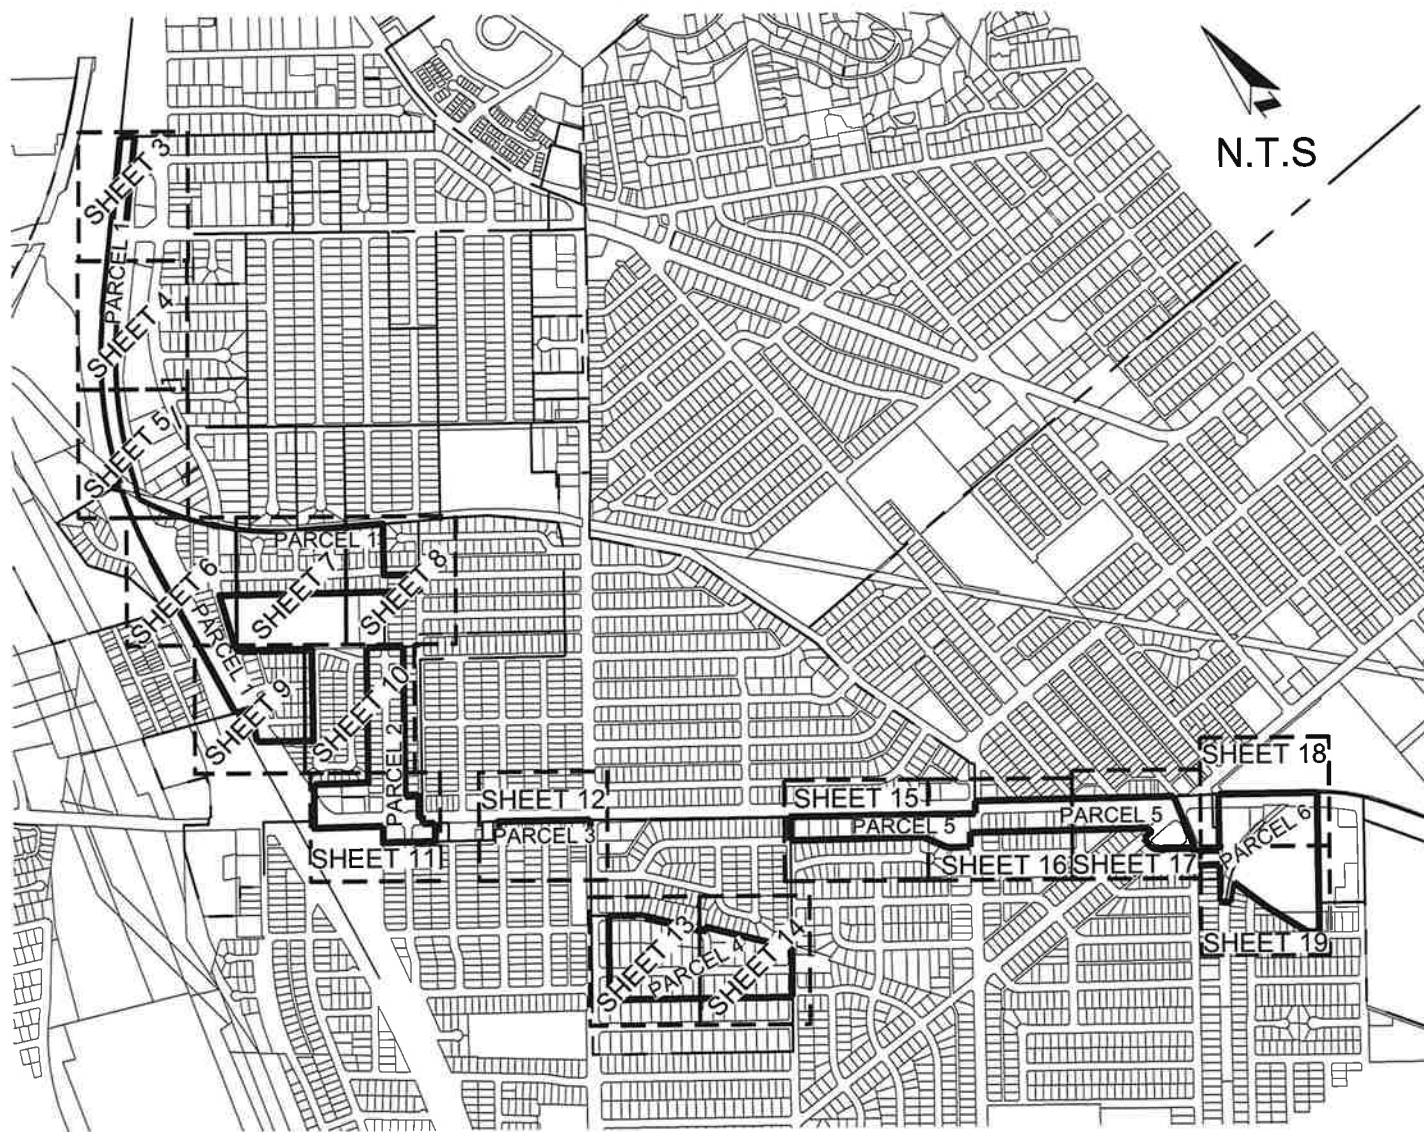 N.T.S
SHEET 3
PARCEL 1
SHEET 4
SHEET 5
PARCEL 1
SHEET 6
SHEET 7
SHEET 8
PARCEL 1
SHEET 9
SHEET 10
PARCEL 2
SHEET 11
SHEET 12
PARCEL 3
SHEET 13
PARCEL 4
SHEET 14
SHEET 15
PARCEL 5
SHEET 16
PARCEL 5
SHEET 17
SHEET 18
PARCEL 6
SHEET 19